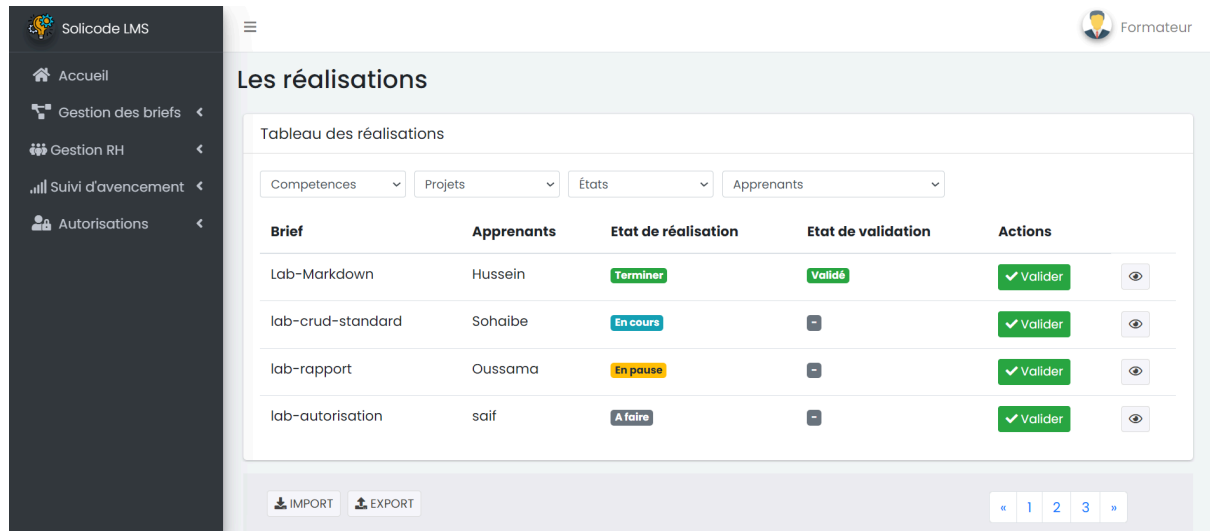 Solicode LMS
Formateur
Accueil
Gestion des briefs
Gestion RH
Suivi d'avencement
Autorisations
Les réalisations
Tableau des réalisations
Competences Projets États Apprenants
Brief Apprenants Etat de réalisation Etat de validation Actions
Lab-Markdown Hussein Terminer Validé Valider
lab-crud-standard Sohaibe En cours - Valider
lab-rapport Oussama En pause - Valider
lab-autorisation saif A faire - Valider
IMPORT EXPORT « 1 2 3 »